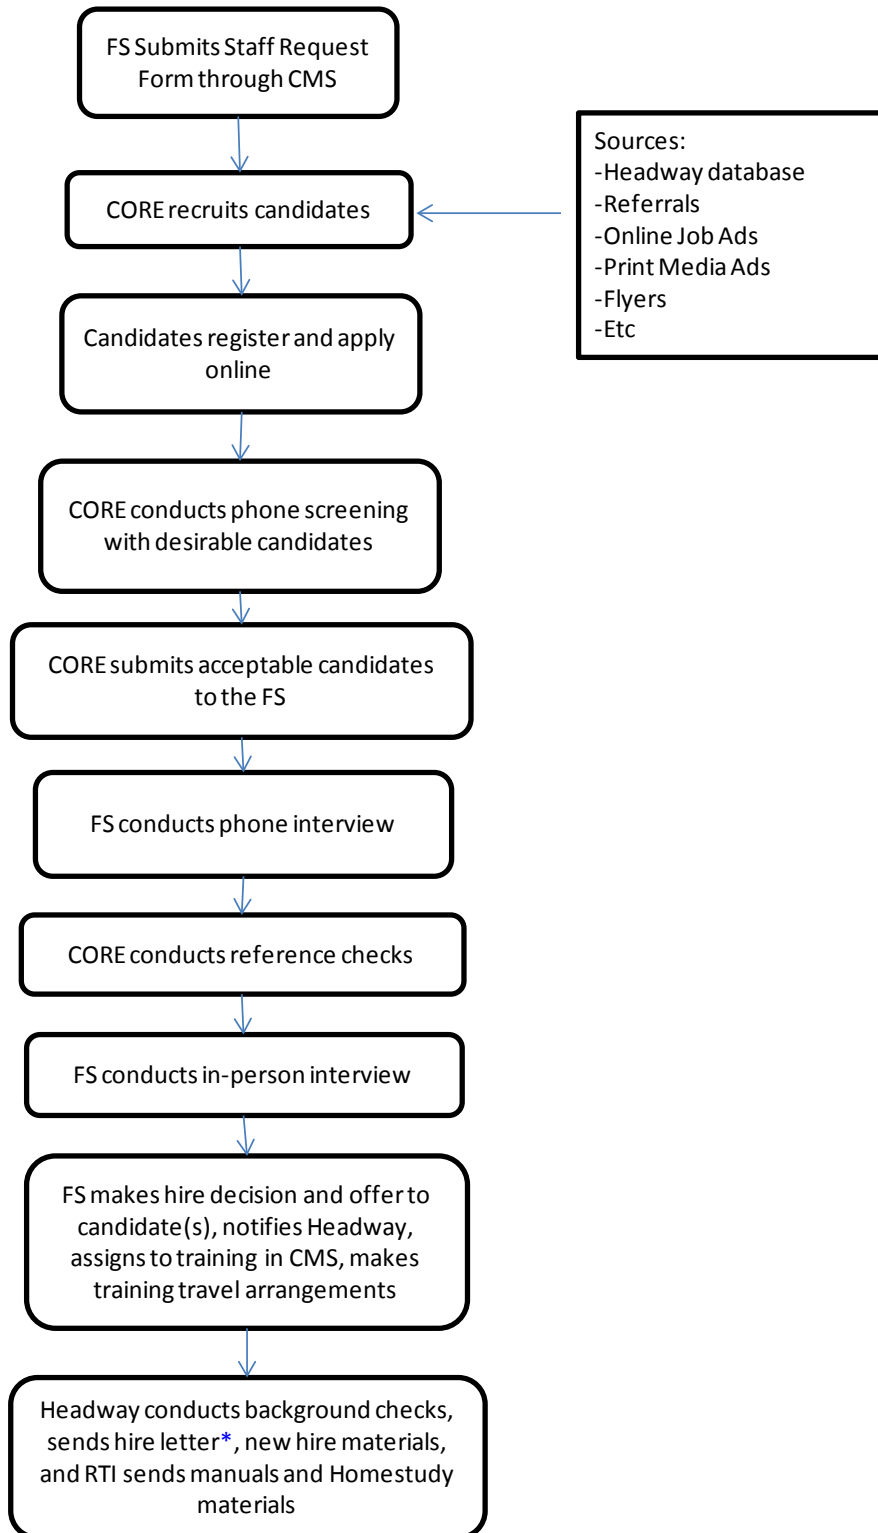 FS Submits Staff Request
Form through CMS
CORE recruits candidates
Sources:
-Headway database
-Referrals
-Online Job Ads
-Print Media Ads
-Flyers
-Etc
Candidates register and apply
online
CORE conducts phone screening
with desirable candidates
CORE submits acceptable candidates
to the FS
FS conducts phone interview
CORE conducts reference checks
FS conducts in-person interview
FS makes hire decision and offer to
candidate(s), notifies Headway,
assigns to training in CMS, makes
training travel arrangements
Headway conducts background checks,
sends hire letter*, new hire materials,
and RTI sends manuals and Homestudy
materials